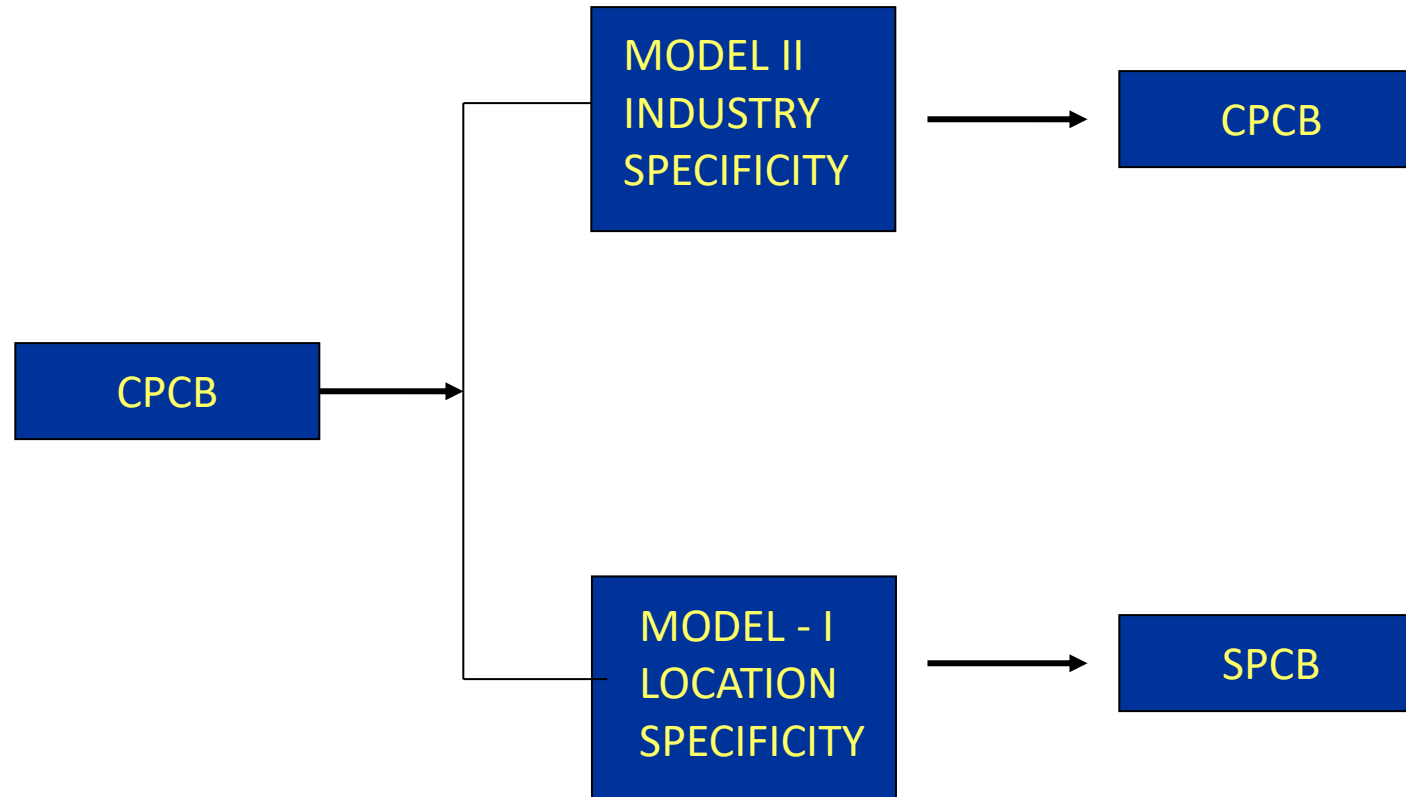 MODEL II
INDUSTRY
SPECIFICITY
CPCB
CPCB
MODEL - I
LOCATION
SPECIFICITY
SPCB